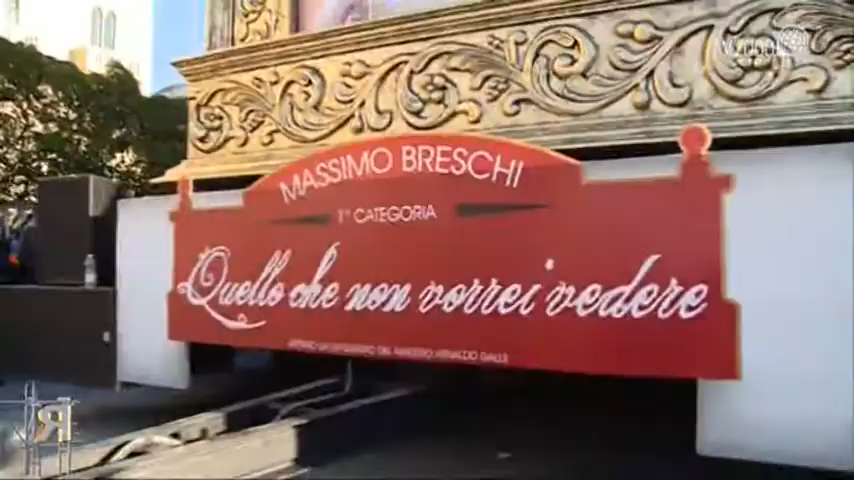 MASSIMO BRESCHI
1ª CATEGORIA
Quello che non vorrei vedere